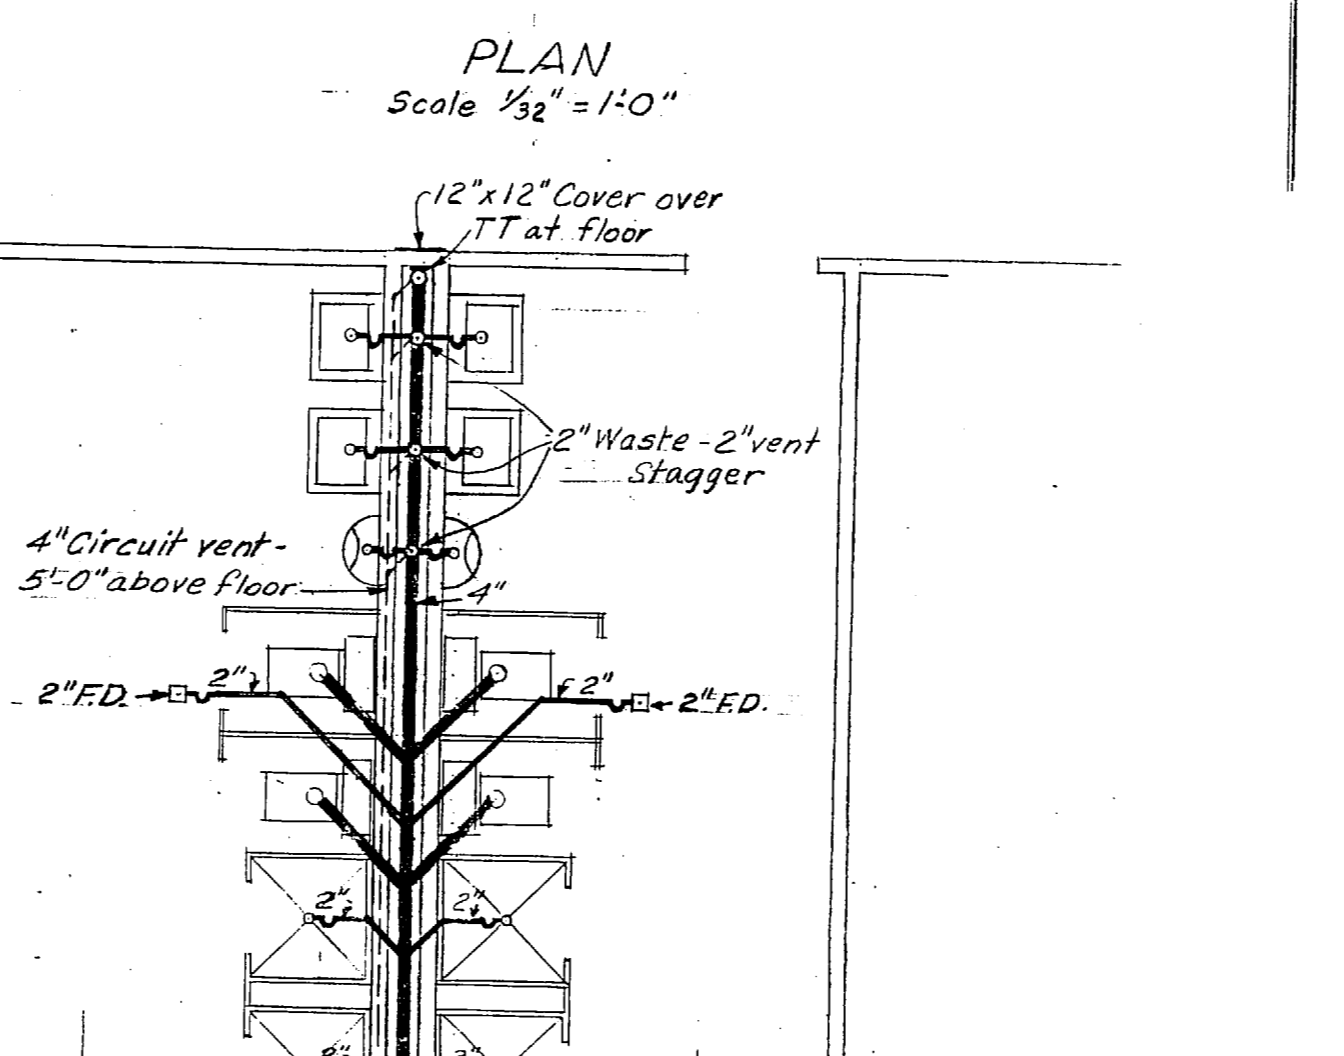 PLAN
Scale 1/32" = 1'-0"
12"x12" Cover over
TT at floor
2" Waste - 2" vent
Stagger
4" Circuit vent -
5'-0" above floor
4"
2"
2"
2" F.D.
2" F.D.
2"
2"
2"